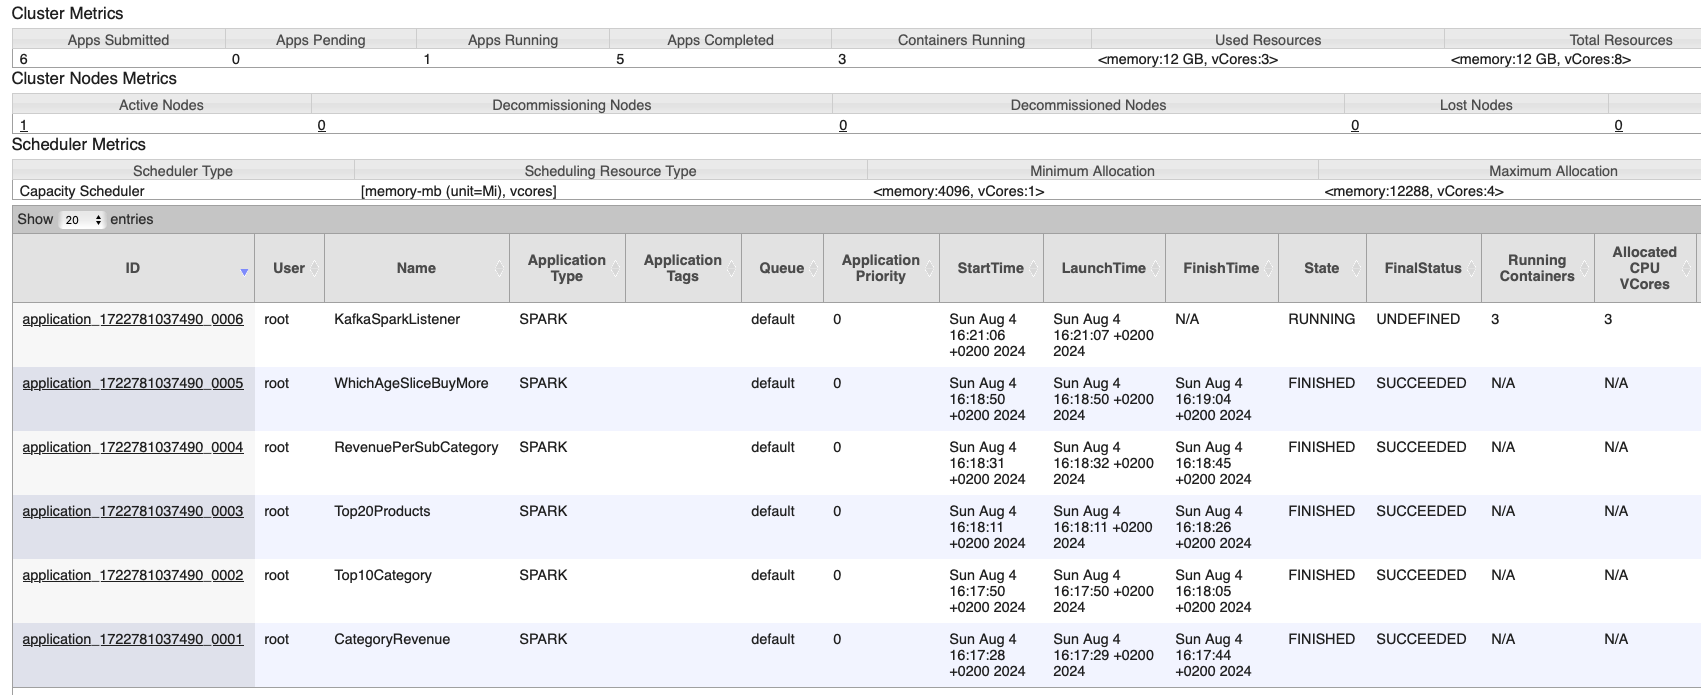 Cluster Metrics
Apps Submitted Apps Pending Apps Running Apps Completed Containers Running Used Resources Total Resources
6 0 1 5 3 <memory:12 GB, vCores:3> <memory:12 GB, vCores:8>
Cluster Nodes Metrics
Active Nodes Decommissioning Nodes Decommissioned Nodes Lost Nodes
1 0 0 0 0
Scheduler Metrics
Scheduler Type Scheduling Resource Type Minimum Allocation Maximum Allocation
Capacity Scheduler [memory-mb (unit=Mi), vcores] <memory:4096, vCores:1> <memory:12288, vCores:4>
Show 20 entries
ID User Name Application Type Application Tags Queue Application Priority StartTime LaunchTime FinishTime State FinalStatus Running Containers Allocated CPU VCores
application_1722781037490_0006 root KafkaSparkListener SPARK default 0 Sun Aug 4 16:21:06 +0200 2024 Sun Aug 4 16:21:07 +0200 2024 N/A RUNNING UNDEFINED 3 3
application_1722781037490_0005 root WhichAgeSliceBuyMore SPARK default 0 Sun Aug 4 16:18:50 +0200 2024 Sun Aug 4 16:18:50 +0200 2024 Sun Aug 4 16:19:04 +0200 2024 FINISHED SUCCEEDED N/A N/A
application_1722781037490_0004 root RevenuePerSubCategory SPARK default 0 Sun Aug 4 16:18:31 +0200 2024 Sun Aug 4 16:18:32 +0200 2024 Sun Aug 4 16:18:45 +0200 2024 FINISHED SUCCEEDED N/A N/A
application_1722781037490_0003 root Top20Products SPARK default 0 Sun Aug 4 16:18:11 +0200 2024 Sun Aug 4 16:18:11 +0200 2024 Sun Aug 4 16:18:26 +0200 2024 FINISHED SUCCEEDED N/A N/A
application_1722781037490_0002 root Top10Category SPARK default 0 Sun Aug 4 16:17:50 +0200 2024 Sun Aug 4 16:17:50 +0200 2024 Sun Aug 4 16:18:05 +0200 2024 FINISHED SUCCEEDED N/A N/A
application_1722781037490_0001 root CategoryRevenue SPARK default 0 Sun Aug 4 16:17:28 +0200 2024 Sun Aug 4 16:17:29 +0200 2024 Sun Aug 4 16:17:44 +0200 2024 FINISHED SUCCEEDED N/A N/A